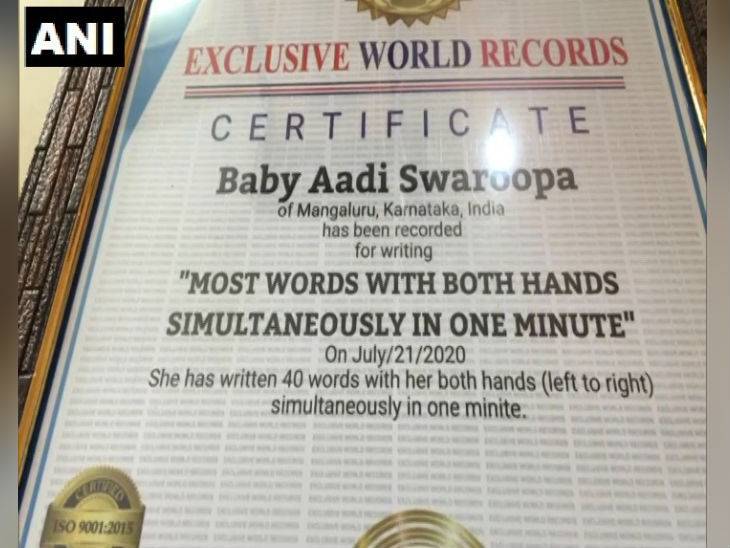 ANI
EXCLUSIVE WORLD RECORDS
CERTIFICATE
Baby Aadi Swaroopa
of Mangaluru, Karnataka, India
has been recorded
for writing
"MOST WORDS WITH BOTH HANDS
SIMULTANEOUSLY IN ONE MINUTE"
On July/21/2020
She has written 40 words with her both hands (left to right)
simultaneously in one minite.
CERTIFIED
ISO 9001:2015